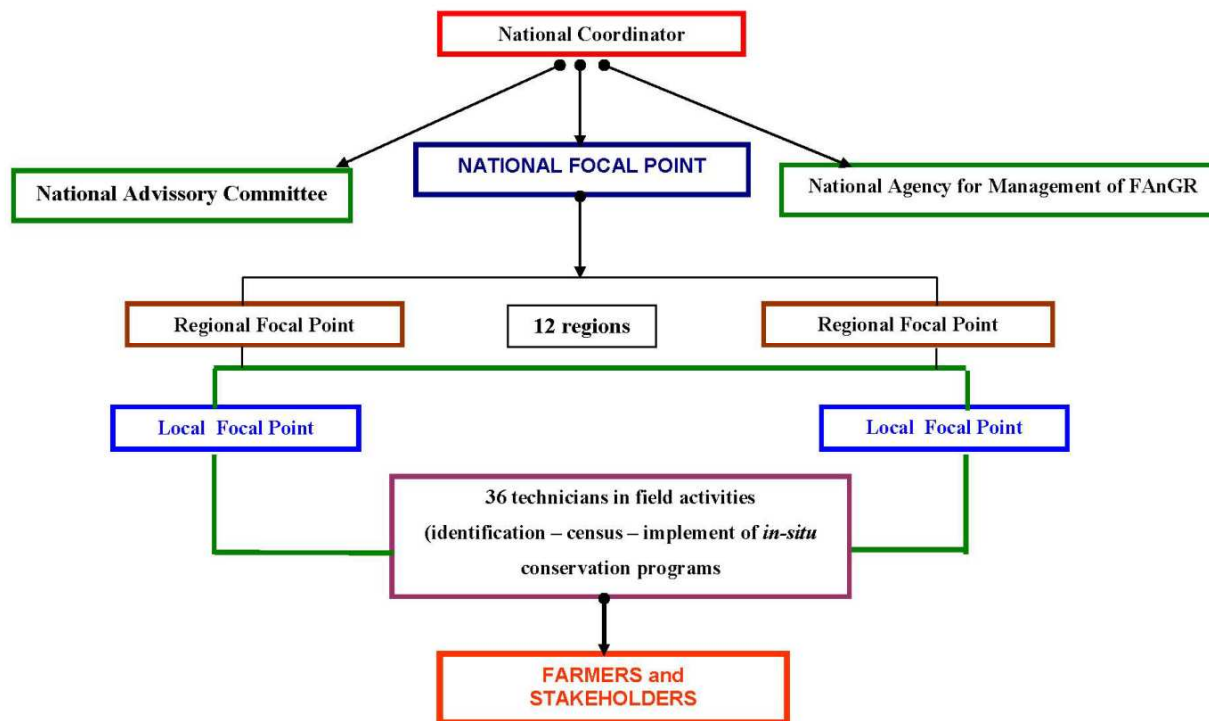 National Coordinator
NATIONAL FOCAL POINT
National Advissory Committee
National Agency for Management of FAnGR
Regional Focal Point
12 regions
Regional Focal Point
Local Focal Point
Local Focal Point
36 technicians in field activities
(identification – census – implement of in-situ
conservation programs
FARMERS and
STAKEHOLDERS